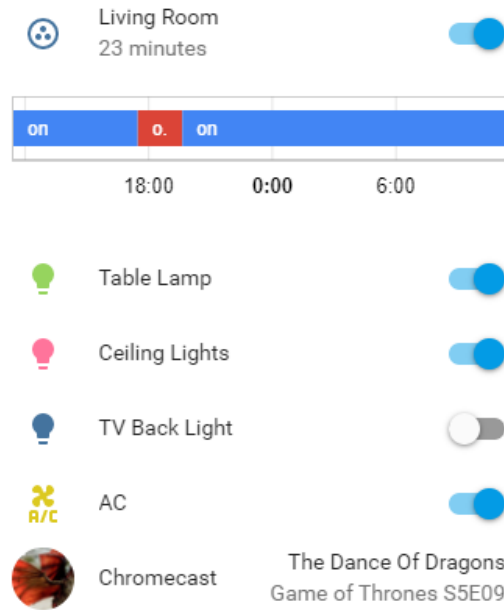 Living Room
23 minutes
on o. on
18:00 0:00 6:00
Table Lamp
Ceiling Lights
TV Back Light
A/C AC
Chromecast The Dance Of Dragons
Game of Thrones S5E09